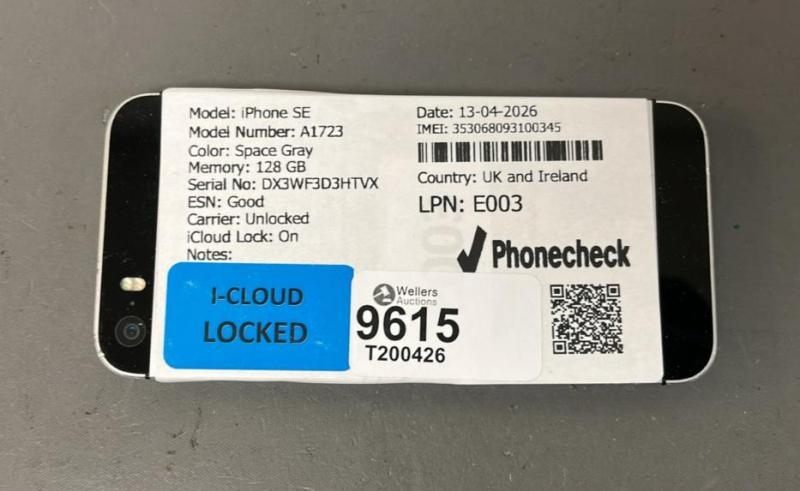 Model: iPhone SE
Model Number: A1723
Color: Space Gray
Memory: 128 GB
Serial No: DX3WF3D3HTVX
ESN: Good
Carrier: Unlocked
iCloud Lock: On
Notes:
Date: 13-04-2026
IMEI: 353068093100345
Country: UK and Ireland
LPN: E003
Phonecheck
I-CLOUD
LOCKED
Wellers
Auctions
9615
T200426